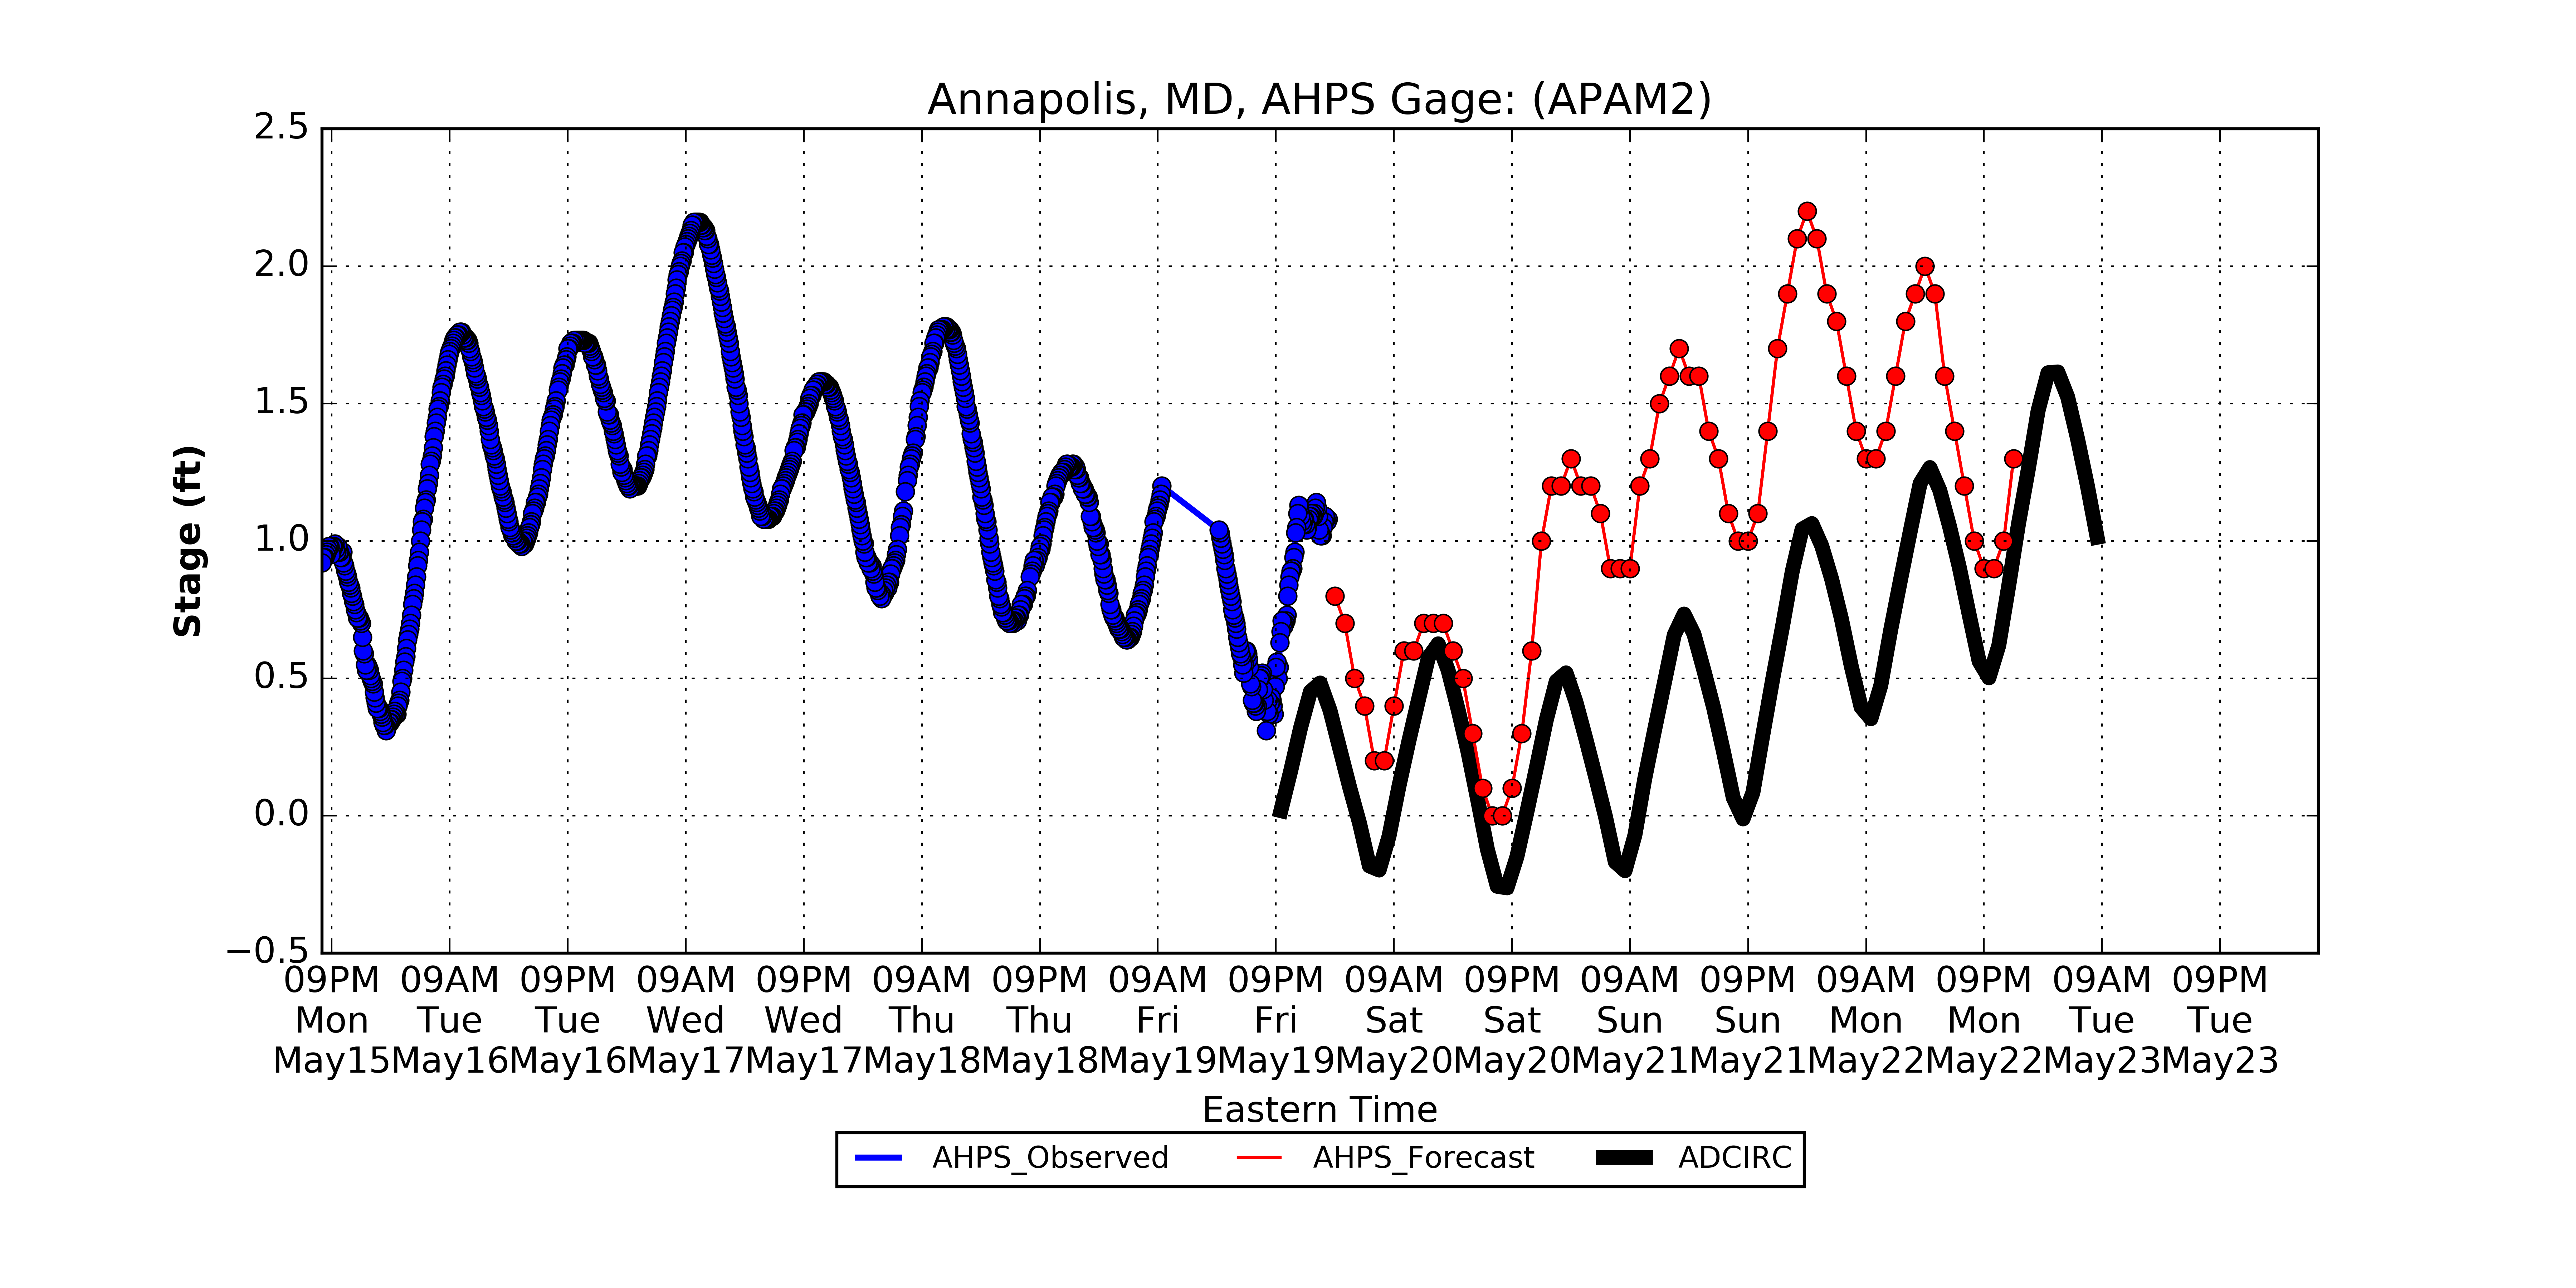 Annapolis, MD, AHPS Gage: (APAM2)
2.5
2.0
1.5
1.0
0.5
0.0
−0.5
Stage (ft)
09PM 09AM 09PM 09AM 09PM 09AM 09PM 09AM 09PM 09AM 09PM 09AM 09PM 09AM 09PM 09AM 09PM
Mon Tue Tue Wed Wed Thu Thu Fri Fri Sat Sat Sun Sun Mon Mon Tue Tue
May15 May16 May16 May17 May17 May18 May18 May19 May19 May20 May20 May21 May21 May22 May22 May23 May23
Eastern Time
AHPS_Observed AHPS_Forecast ADCIRC